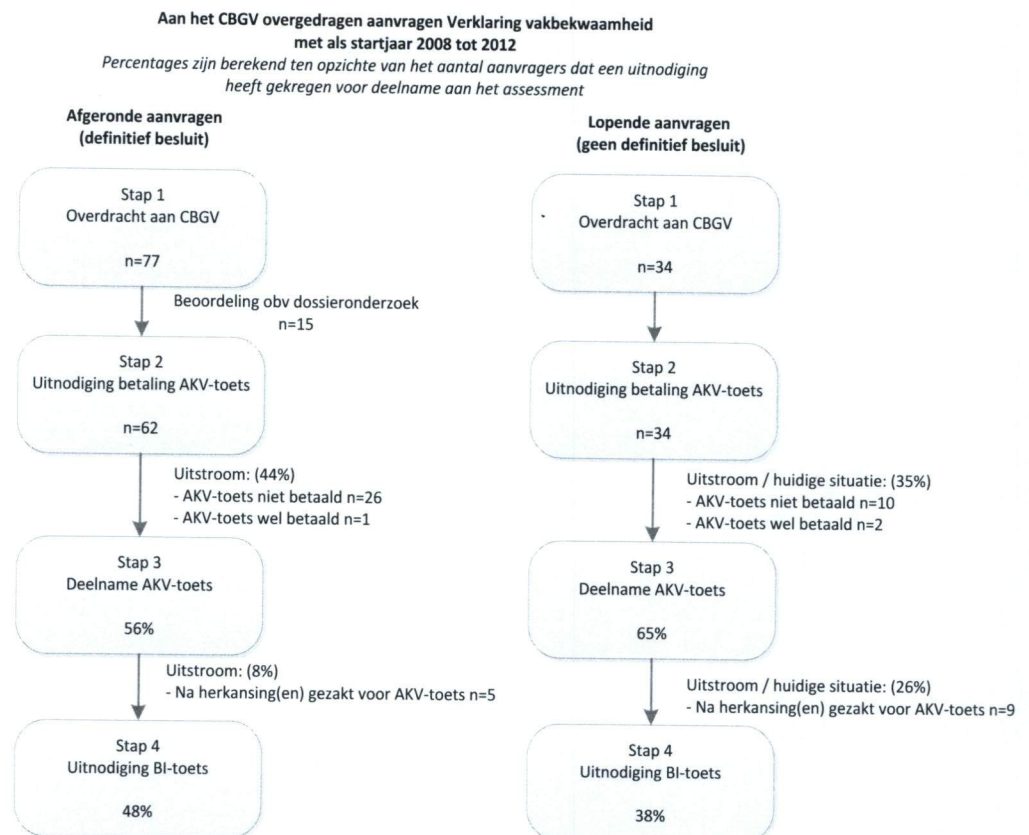 Aan het CBGV overgedragen aanvragen Verklaring vakbekwaamheid
met als startjaar 2008 tot 2012
Percentages zijn berekend ten opzichte van het aantal aanvragers dat een uitnodiging
heeft gekregen voor deelname aan het assessment
Afgeronde aanvragen
(definitief besluit)
Stap 1
Overdracht aan CBGV
n=77
Beoordeling obv dossieronderzoek
n=15
Stap 2
Uitnodiging betaling AKV-toets
n=62
Uitstroom: (44%)
- AKV-toets niet betaald n=26
- AKV-toets wel betaald n=1
Stap 3
Deelname AKV-toets
56%
Uitstroom: (8%)
- Na herkansing(en) gezakt voor AKV-toets n=5
Stap 4
Uitnodiging BI-toets
48%
Lopende aanvragen
(geen definitief besluit)
Stap 1
Overdracht aan CBGV
n=34
Stap 2
Uitnodiging betaling AKV-toets
n=34
Uitstroom / huidige situatie: (35%)
- AKV-toets niet betaald n=10
- AKV-toets wel betaald n=2
Stap 3
Deelname AKV-toets
65%
Uitstroom / huidige situatie: (26%)
- Na herkansing(en) gezakt voor AKV-toets n=9
Stap 4
Uitnodiging BI-toets
38%